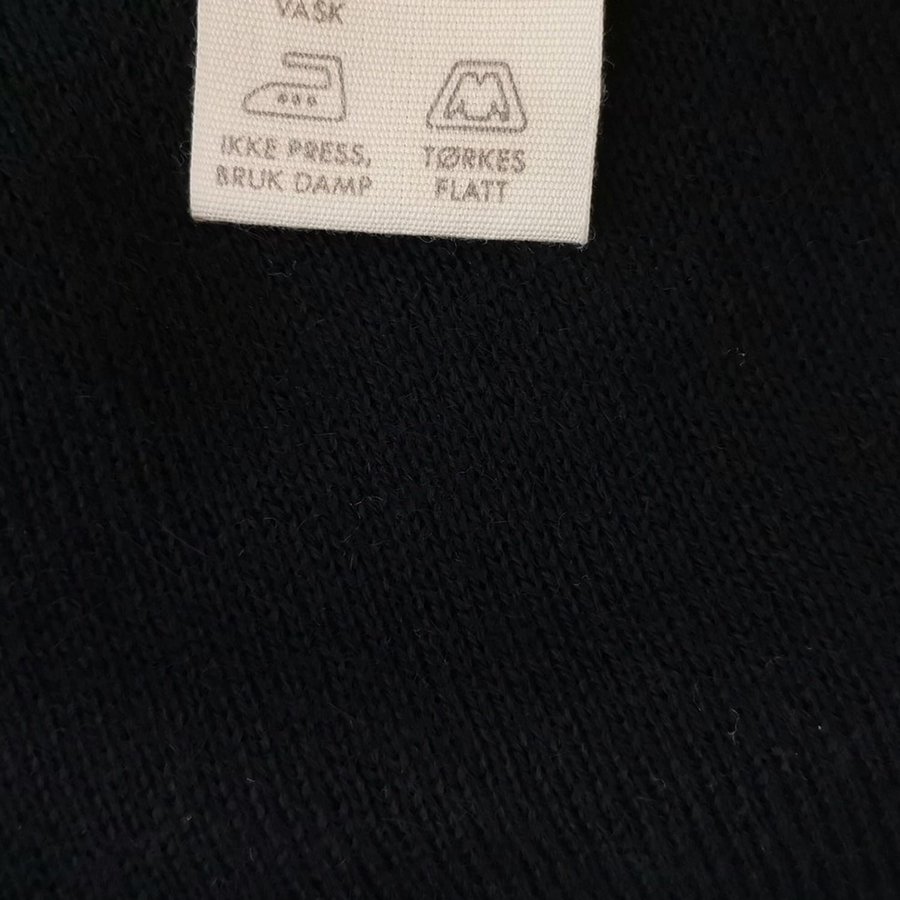 VASK
IKKE PRESS,
BRUK DAMP
TØRKES
FLATT